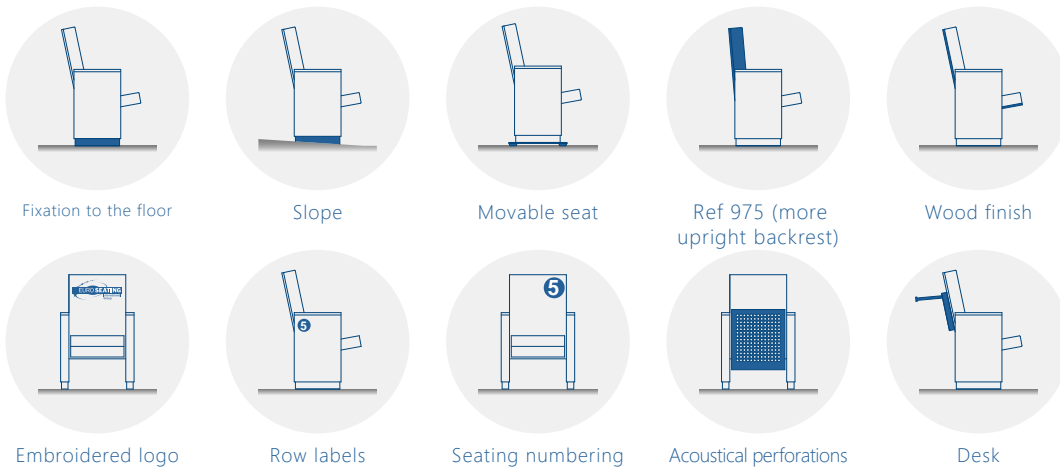 Fixation to the floor
Slope
Movable seat
Ref 975 (more
upright backrest)
Wood finish
EURO SEATING
5
5
Embroidered logo
Row labels
Seating numbering
Acoustical perforations
Desk